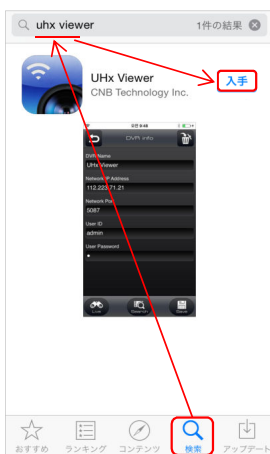 uhx viewer
1件の結果
UHx Viewer
CNB Technology Inc.
入手
DVR Info
DVR Name
UHx Viewer
Network IP Address
112.223.71.21
Network Port
5087
User ID
admin
User Password
Live
Search
Save
おすすめ
ランキング
コンテンツ
検索
アップデート